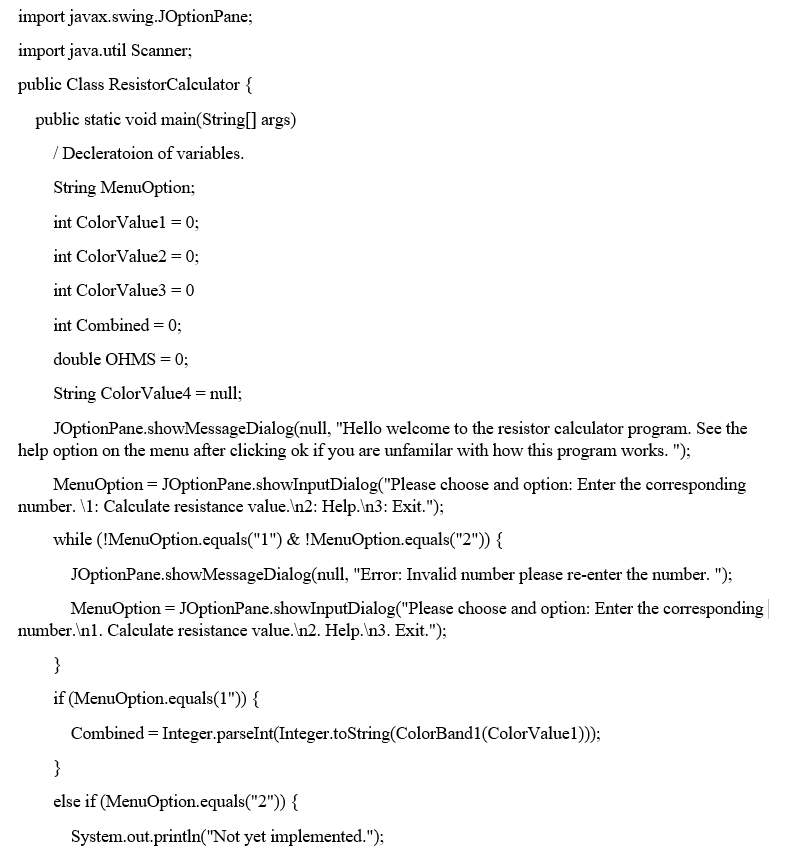 import javax.swing.JOptionPane;
import java.util Scanner;
public Class ResistorCalculator {
public static void main(String[] args)
/ Decleratoion of variables.
String MenuOption;
int ColorValue1 = 0;
int ColorValue2 = 0;
int ColorValue3 = 0
int Combined = 0;
double OHMS = 0;
String ColorValue4 = null;
JOptionPane.showMessageDialog(null, "Hello welcome to the resistor calculator program. See the
help option on the menu after clicking ok if you are unfamilar with how this program works. ");
MenuOption = JOptionPane.showInputDialog("Please choose and option: Enter the corresponding
number. \1: Calculate resistance value.\n2: Help.\n3: Exit.");
while (!MenuOption.equals("1") & !MenuOption.equals("2")) {
JOptionPane.showMessageDialog(null, "Error: Invalid number please re-enter the number. ");
MenuOption = JOptionPane.showInputDialog("Please choose and option: Enter the corresponding
number.\n1. Calculate resistance value.\n2. Help.\n3. Exit.");
}
if (MenuOption.equals(1")) {
Combined = Integer.parseInt(Integer.toString(ColorBand1(ColorValue1)));
}
else if (MenuOption.equals("2")) {
System.out.println("Not yet implemented.");